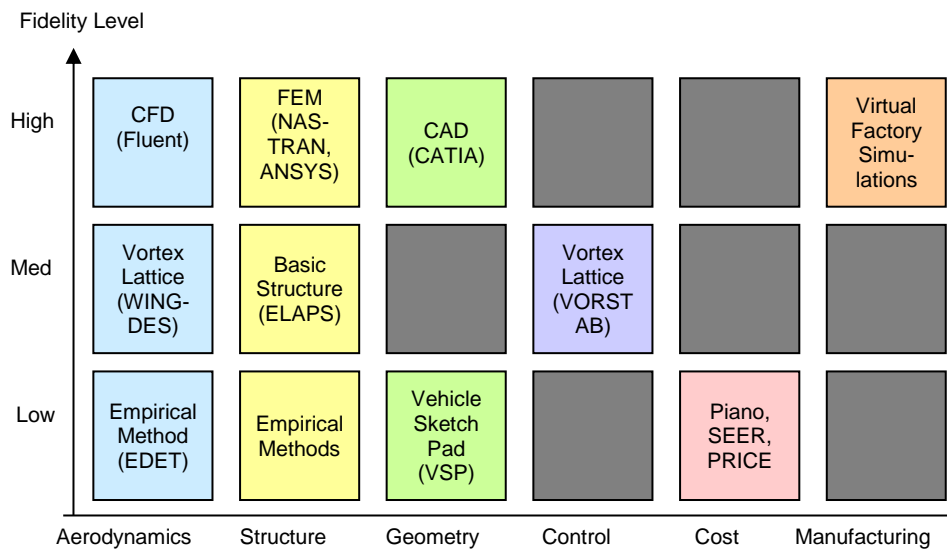 Fidelity Level
High
CFD
(Fluent)
FEM
(NAS-
TRAN,
ANSYS)
CAD
(CATIA)
Virtual
Factory
Simu-
lations
Med
Vortex
Lattice
(WING-
DES)
Basic
Structure
(ELAPS)
Vortex
Lattice
(VORST
AB)
Low
Empirical
Method
(EDET)
Empirical
Methods
Vehicle
Sketch
Pad
(VSP)
Piano,
SEER,
PRICE
Aerodynamics Structure Geometry Control Cost Manufacturing